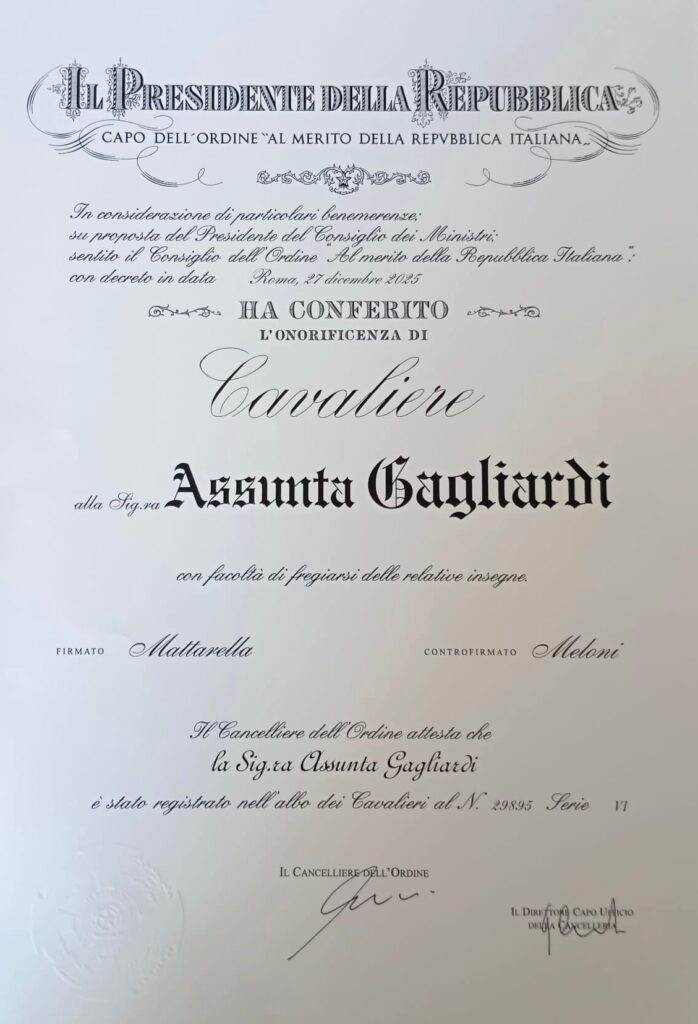 IL PRESIDENTE DELLA REPUBBLICA
CAPO DELL'ORDINE "AL MERITO DELLA REPVBBLICA ITALIANA„
In considerazione di particolari benemerenze;
su proposta del Presidente del Consiglio dei Ministri;
sentito il Consiglio dell'Ordine "Al merito della Repubblica Italiana":
con decreto in data Roma, 27 dicembre 2025
HA CONFERITO
L'ONORIFICENZA DI
Cavaliere
alla Sig.ra Assunta Gagliardi
con facoltà di fregiarsi delle relative insegne.
FIRMATO Mattarella CONTROFIRMATO Meloni
Il Cancelliere dell'Ordine attesta che
la Sig.ra Assunta Gagliardi
è stato registrato nell'albo dei Cavalieri al N. 29895 Serie VI
IL CANCELLIERE DELL'ORDINE
IL DIRETTORE CAPO UFFICIO
DELLA CANCELLERIA